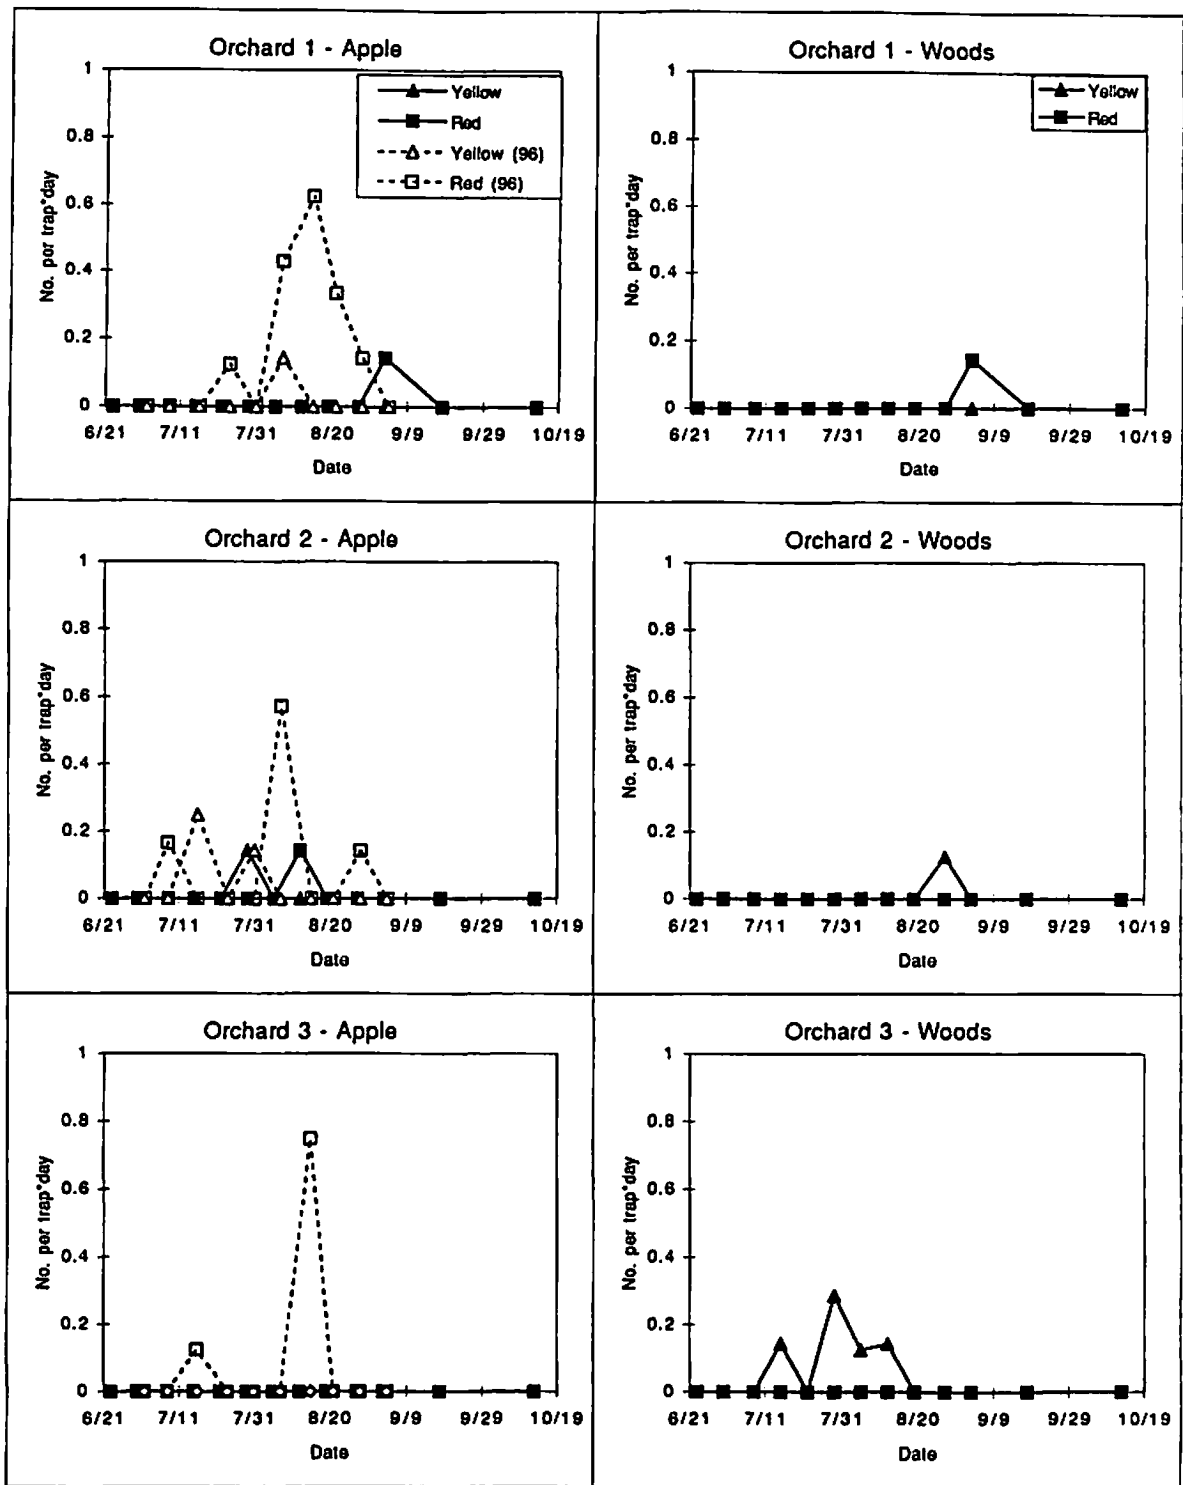 Orchard 1 - Apple
1
0.8
0.6
0.4
0.2
0
No. per trap*day
Yellow
Red
Yellow (96)
Red (96)
6/21 7/11 7/31 8/20 9/9 9/29 10/19
Date
Orchard 1 - Woods
1
0.8
0.6
0.4
0.2
0
No. per trap*day
Yellow
Red
6/21 7/11 7/31 8/20 9/9 9/29 10/19
Date
Orchard 2 - Apple
1
0.8
0.6
0.4
0.2
0
No. per trap*day
6/21 7/11 7/31 8/20 9/9 9/29 10/19
Date
Orchard 2 - Woods
1
0.8
0.6
0.4
0.2
0
No. per trap*day
6/21 7/11 7/31 8/20 9/9 9/29 10/19
Date
Orchard 3 - Apple
1
0.8
0.6
0.4
0.2
0
No. per trap*day
6/21 7/11 7/31 8/20 9/9 9/29 10/19
Date
Orchard 3 - Woods
1
0.8
0.6
0.4
0.2
0
No. per trap*day
6/21 7/11 7/31 8/20 9/9 9/29 10/19
Date